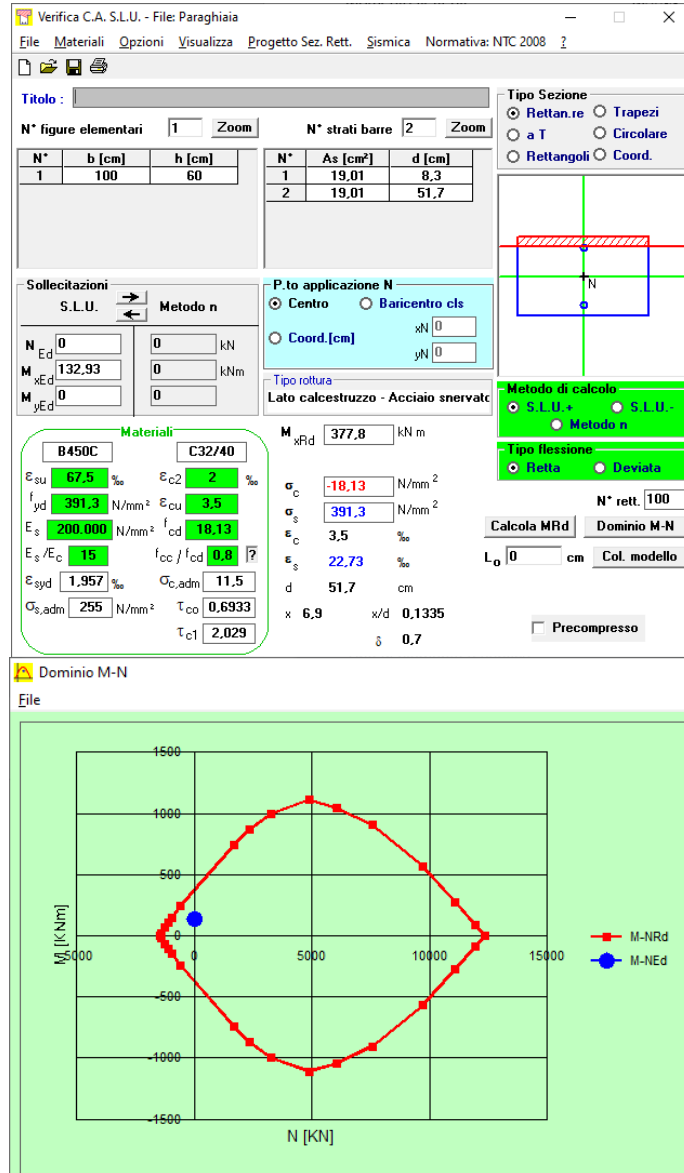 Verifica C.A. S.L.U. - File: Paraghiaia
File Materiali Opzioni Visualizza Progetto Sez. Rett. Sismica Normativa: NTC 2008 ?
Titolo :
N° figure elementari 1 Zoom
N° strati barre 2 Zoom
N° b [cm] h [cm]
1 100 60
N° As [cm²] d [cm]
1 19,01 8,3
2 19,01 51,7
Tipo Sezione
Rettan.re Trapezi
a T Circolare
Rettangoli Coord.
N
Sollecitazioni
S.L.U. Metodo n
N Ed 0 0 kN
M xEd 132,93 0 kNm
M yEd 0 0
P.to applicazione N
Centro Baricentro cls
Coord.[cm] xN 0
yN 0
Tipo rottura
Lato calcestruzzo - Acciaio snervato
Metodo di calcolo
S.L.U.+ S.L.U.-
Metodo n
Tipo flessione
Retta Deviata
N° rett. 100
Calcola MRd Dominio M-N
L₀ 0 cm Col. modello
Precompresso
Materiali
B450C C32/40
εsu 67,5 ‰ εc2 2 ‰
fyd 391,3 N/mm² εcu 3,5
Es 200.000 N/mm² fcd 18,13
Es /Ec 15 fcc / fcd 0,8 ?
εsyd 1,957 ‰ σc,adm 11,5
σs,adm 255 N/mm² τco 0,6933
τc1 2,029
M xRd 377,8 kN m
σc -18,13 N/mm²
σs 391,3 N/mm²
εc 3,5 ‰
εs 22,73 ‰
d 51,7 cm
x 6,9 x/d 0,1335
δ 0,7
Dominio M-N
File
1500
1000
500
0
-500
-1000
-1500
-5000 0 5000 10000 15000
M [KNm]
N [KN]
M-NRd
M-NEd